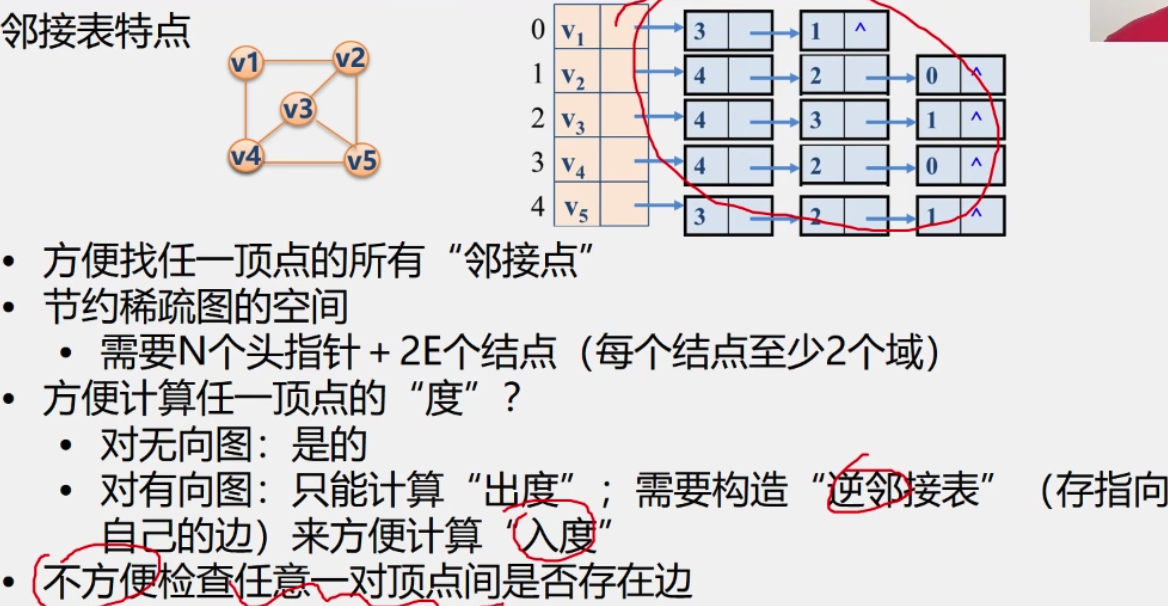 邻接表特点
v1 v2
v3
v4 v5
0 v1 3 1 ^
1 v2 4 2 0 ^
2 v3 4 3 1 ^
3 v4 4 2 0 ^
4 v5 3 2 1 ^
• 方便找任一顶点的所有“邻接点”
• 节约稀疏图的空间
• 需要N个头指针 + 2E个结点（每个结点至少2个域）
• 方便计算任一顶点的“度”？
• 对无向图：是的
• 对有向图：只能计算“出度”；需要构造“逆邻接表”（存指向
自己的边）来方便计算“入度”
• 不方便检查任意一对顶点间是否存在边